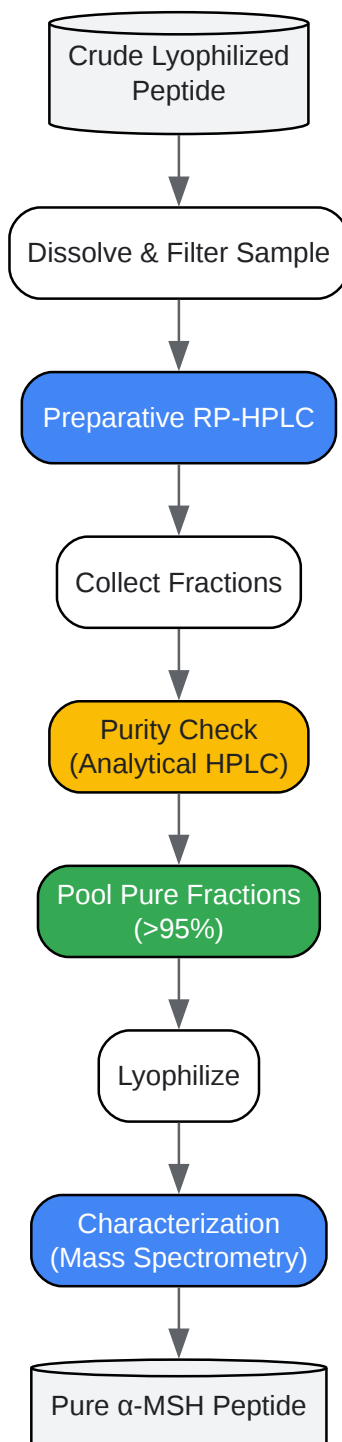 Crude Lyophilized
Peptide
Dissolve & Filter Sample
Preparative RP-HPLC
Collect Fractions
Purity Check
(Analytical HPLC)
Pool Pure Fractions
(>95%)
Lyophilize
Characterization
(Mass Spectrometry)
Pure α-MSH Peptide